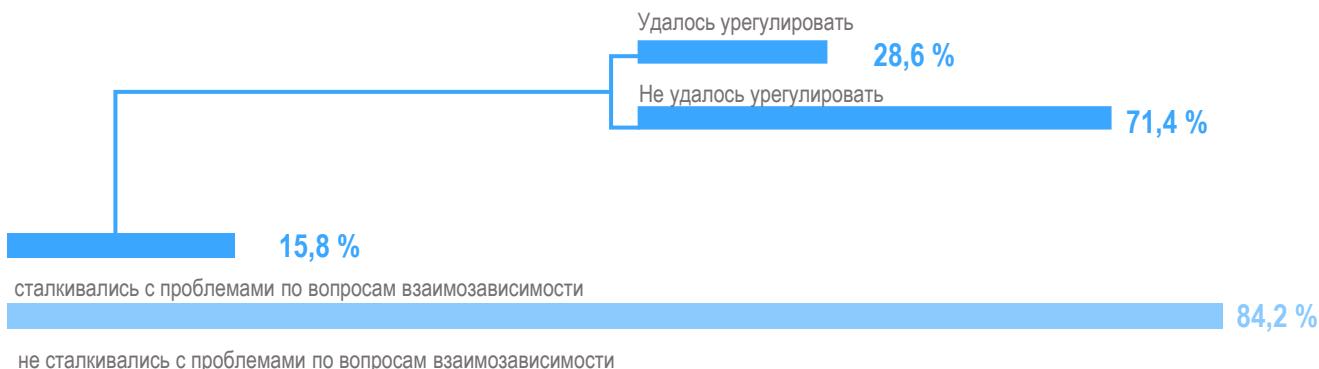 Удалось урегулировать
28,6 %
Не удалось урегулировать
71,4 %
15,8 %
сталкивались с проблемами по вопросам взаимозависимости
84,2 %
не сталкивались с проблемами по вопросам взаимозависимости